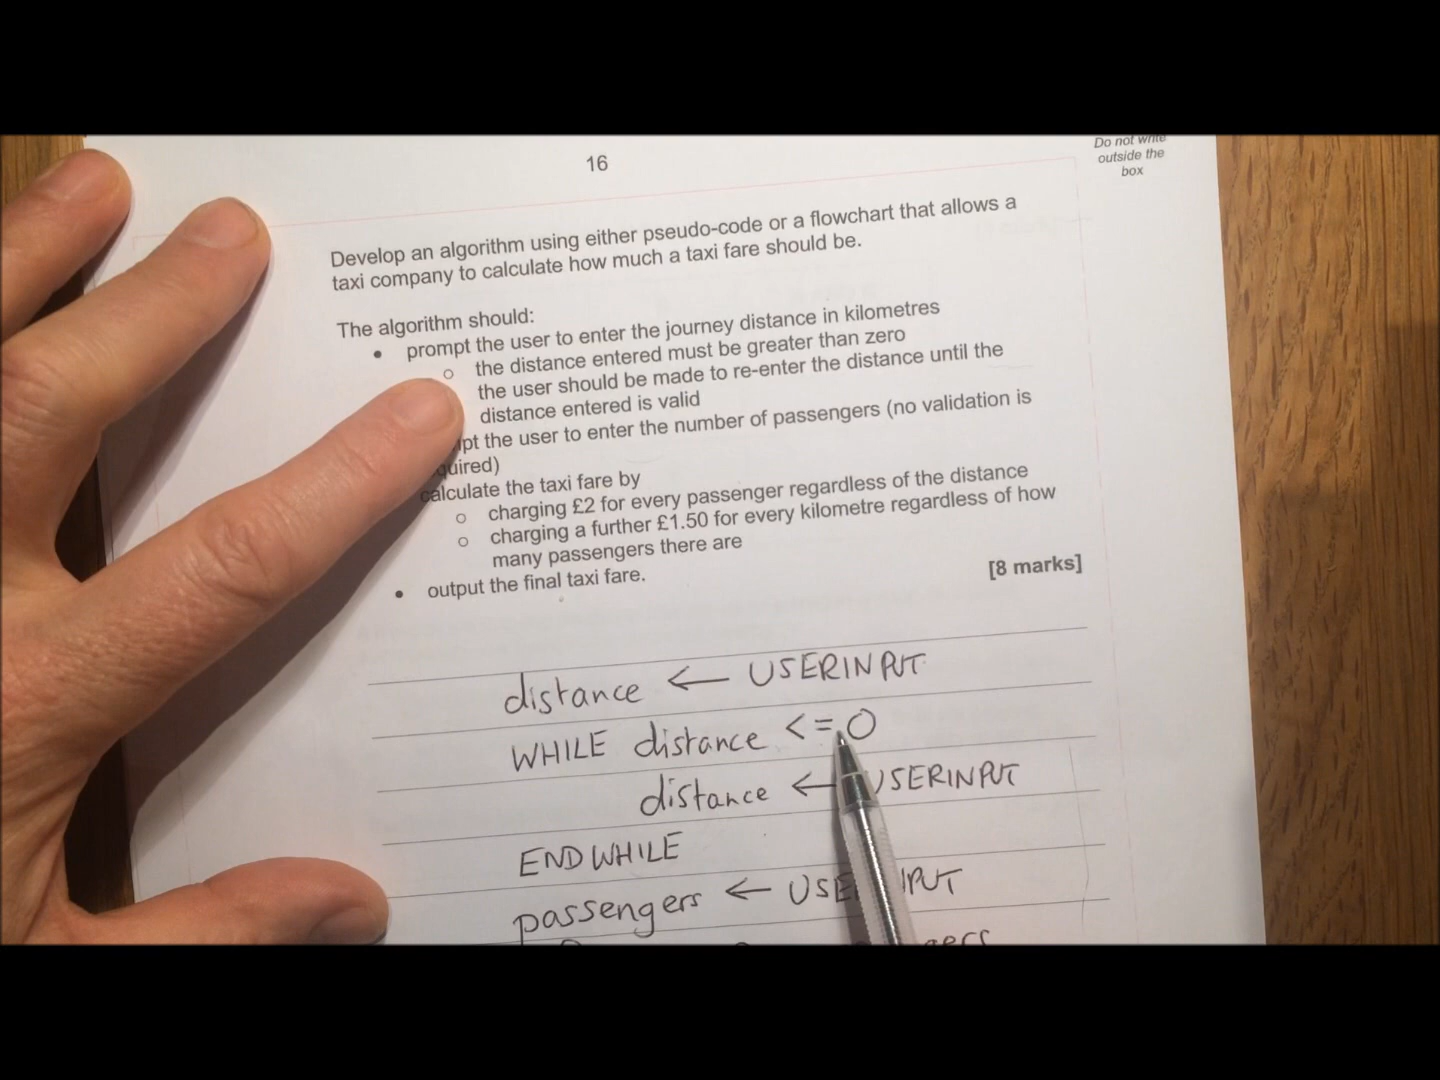 16
Do not write
outside the
box
Develop an algorithm using either pseudo-code or a flowchart that allows a
taxi company to calculate how much a taxi fare should be.
The algorithm should:
• prompt the user to enter the journey distance in kilometres
○ the distance entered must be greater than zero
the user should be made to re-enter the distance until the
distance entered is valid
the user to enter the number of passengers (no validation is
calculate the taxi fare by
○ charging £2 for every passenger regardless of the distance
○ charging a further £1.50 for every kilometre regardless of how
many passengers there are
• output the final taxi fare.
[8 marks]
distance ← USERINPUT
WHILE distance <= 0
distance ← USERINPUT
ENDWHILE
passengers ←